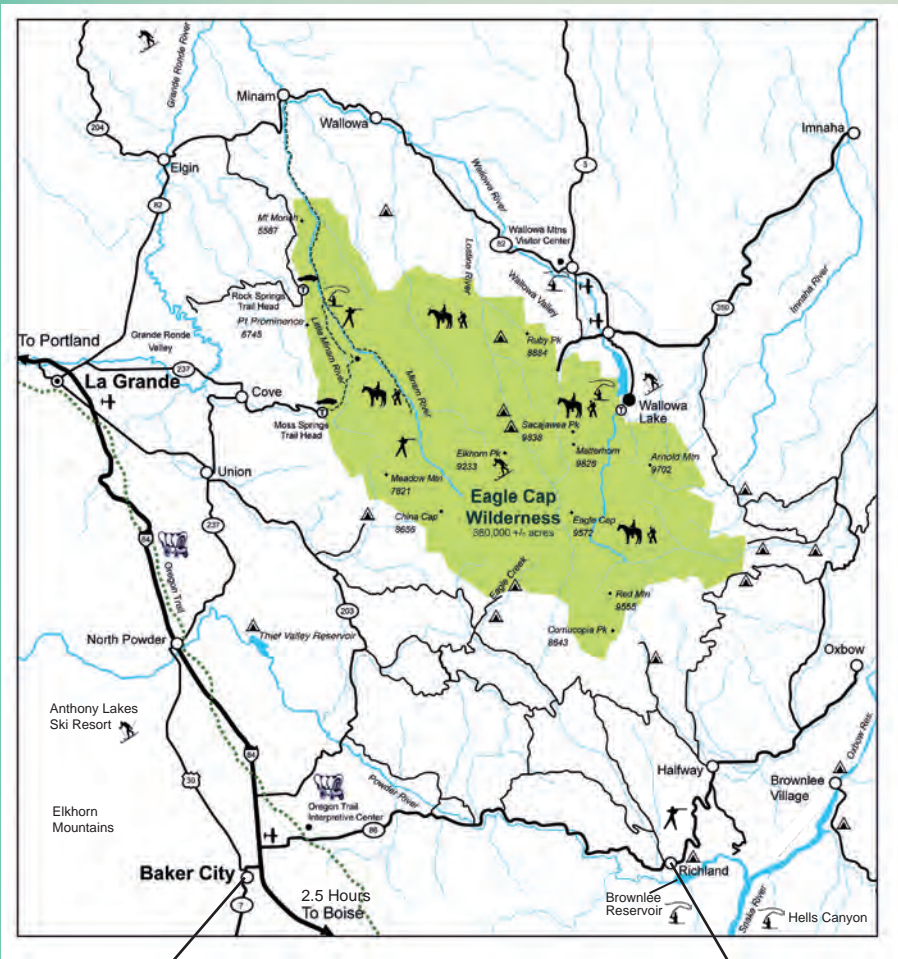 Grande Ronde River
Minam
Wallowa
Imnaha
204
Elgin
3
82
Wallowa River
Mt Moriah
5587
Wallowa Mtns
Visitor Center
82
Lostine River
Wallowa Valley
Imnaha River
Rock Springs
Trail Head
T
Pt Prominence
6745
Little Minam River
Ruby Pk
8884
350
To Portland
Grande Ronde
Valley
237
La Grande
Cove
Minam River
Moss Springs
Trail Head
T
T
Wallowa
Lake
Sacajawea Pk
9838
Matterhorn
9826
Elkhorn Pk
9233
Arnold Mtn
9702
Union
Meadow Mtn
7821
Eagle Cap
Wilderness
360,000 +/- acres
China Cap
8656
Eagle Cap
9572
237
84
Oregon Trail
Eagle Creek
Red Mtn
9555
203
North Powder
Thief Valley Reservoir
Cornucopia Pk
8643
Oxbow
Anthony Lakes
Ski Resort
84
Oxbow Res.
Halfway
Brownlee
Village
30
Powder River
Elkhorn
Mountains
Oregon Trail
Interpretive Center
86
Baker City
Richland
7
2.5 Hours
To Boise
Brownlee
Reservoir
Snake River
Hells Canyon